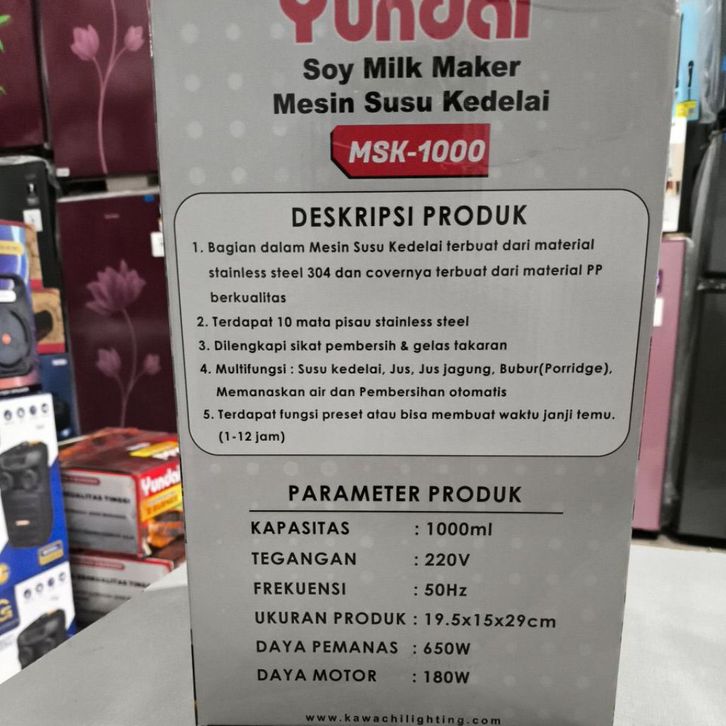 Yundai
Soy Milk Maker
Mesin Susu Kedelai
MSK-1000
DESKRIPSI PRODUK
1. Bagian dalam Mesin Susu Kedelai terbuat dari material
stainless steel 304 dan covernya terbuat dari material PP
berkualitas
2. Terdapat 10 mata pisau stainless steel
3. Dilengkapi sikat pembersih & gelas takaran
4. Multifungsi : Susu kedelai, Jus, Jus jagung, Bubur(Porridge),
Memanaskan air dan Pembersihan otomatis
5. Terdapat fungsi preset atau bisa membuat waktu janji temu.
(1-12 jam)
PARAMETER PRODUK
KAPASITAS : 1000ml
TEGANGAN : 220V
FREKUENSI : 50Hz
UKURAN PRODUK : 19.5x15x29cm
DAYA PEMANAS : 650W
DAYA MOTOR : 180W
www.kawachilighting.com
Yundai